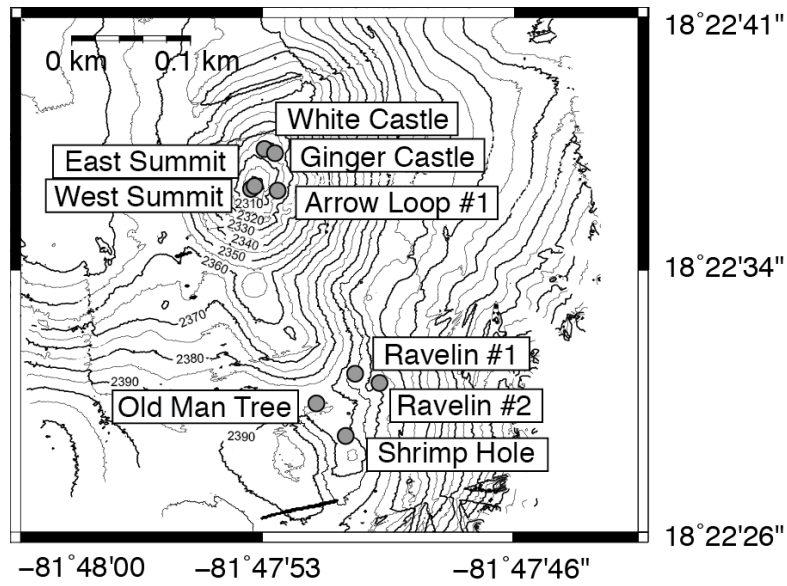 18°22'41"
0 km 0.1 km
White Castle
East Summit
Ginger Castle
West Summit
Arrow Loop #1
2310
2320
2330
2340
2350
2360
18°22'34"
2370
2380
Ravelin #1
2390
Old Man Tree
Ravelin #2
2390
Shrimp Hole
18°22'26"
−81°48'00 −81°47'53 −81°47'46"